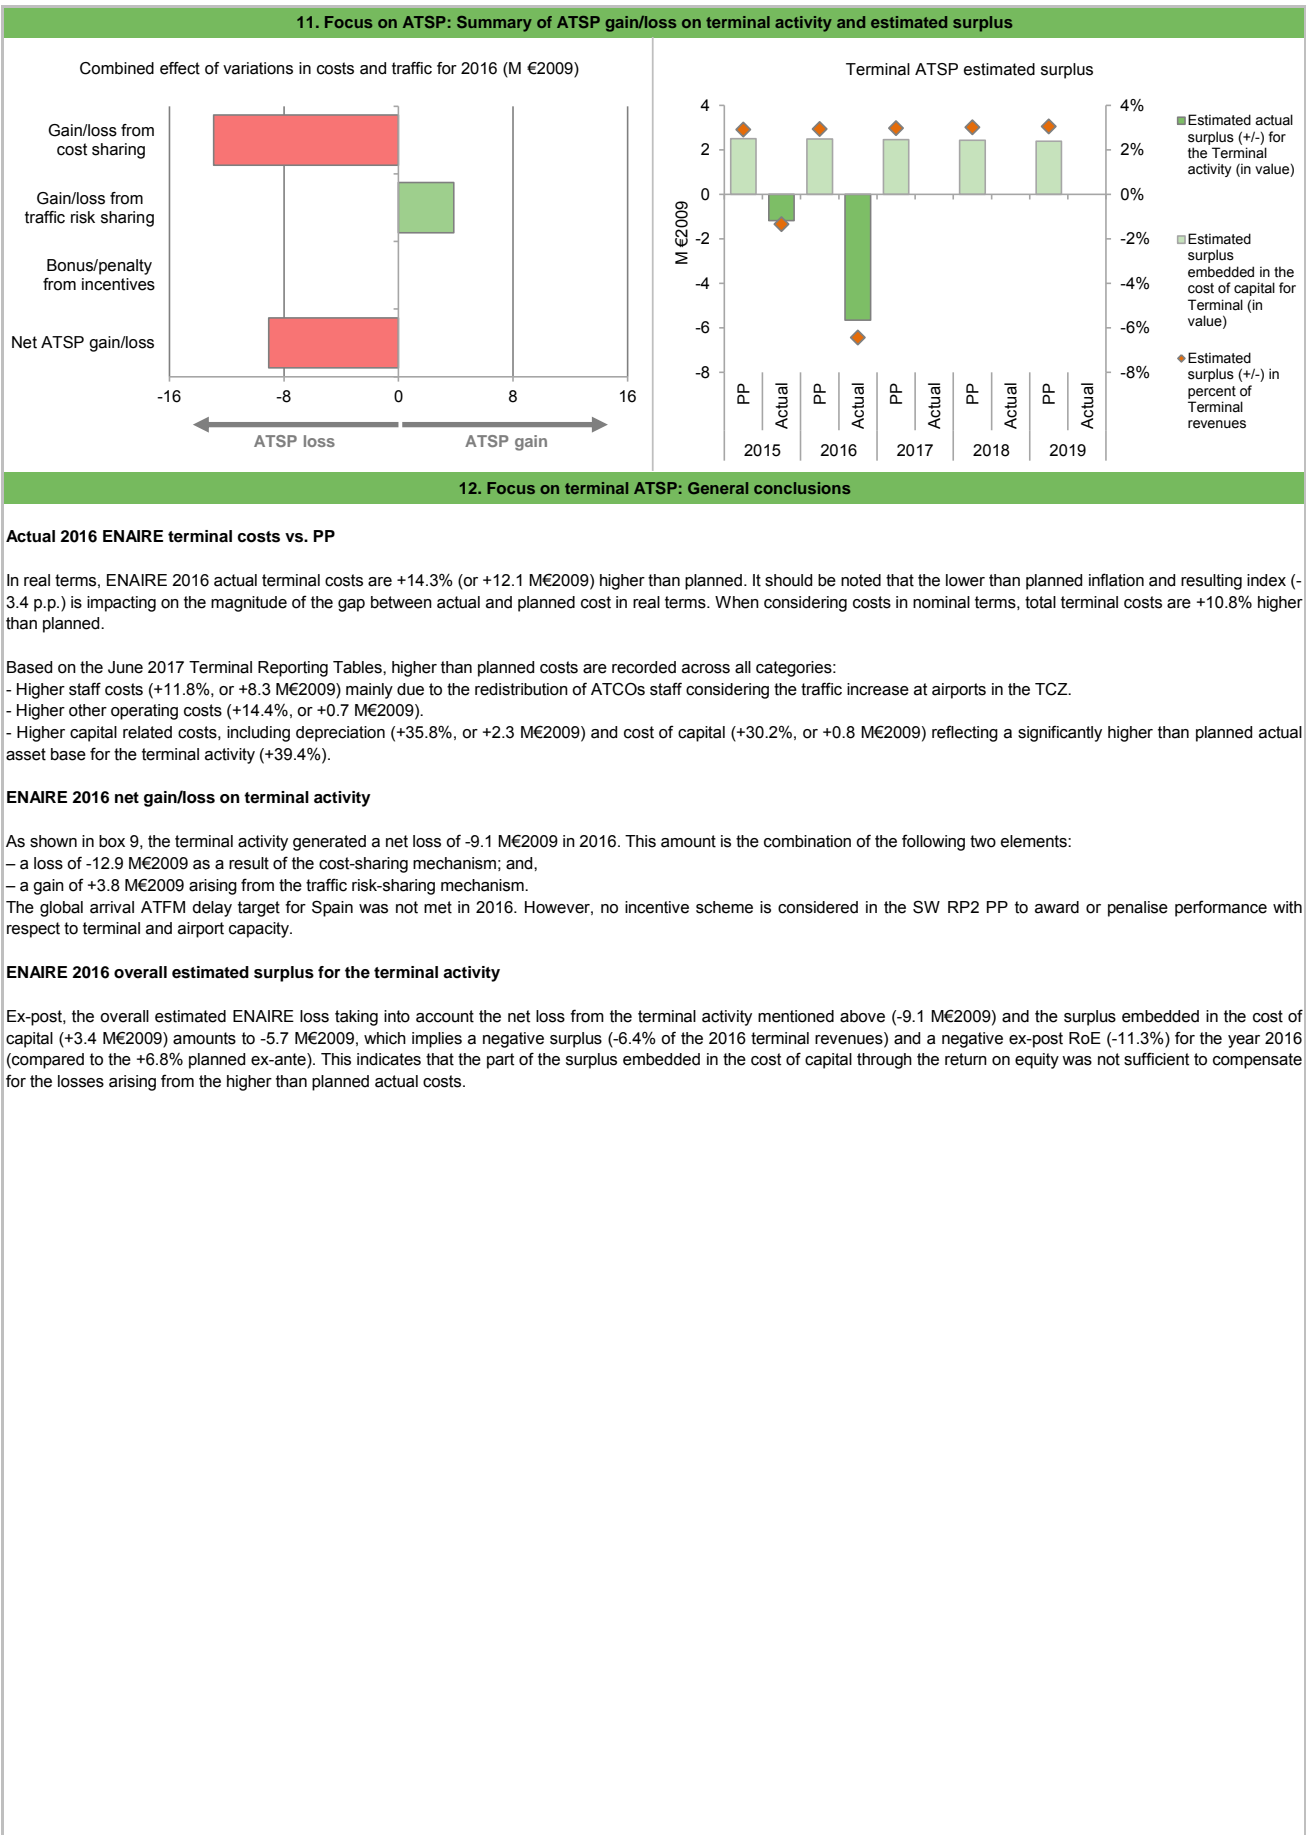 11. Focus on ATSP: Summary of ATSP gain/loss on terminal activity and estimated surplus
Combined effect of variations in costs and traffic for 2016 (M €2009)
Gain/loss from
cost sharing
Gain/loss from
traffic risk sharing
Bonus/penalty
from incentives
Net ATSP gain/loss
-16 -8 0 8 16
ATSP loss ATSP gain
Terminal ATSP estimated surplus
M €2009
4
2
0
-2
-4
-6
-8
4%
2%
0%
-2%
-4%
-6%
-8%
PP Actual PP Actual PP Actual PP Actual PP Actual
2015 2016 2017 2018 2019
Estimated actual
surplus (+/-) for
the Terminal
activity (in value)
Estimated
surplus
embedded in the
cost of capital for
Terminal (in
value)
Estimated
surplus (+/-) in
percent of
Terminal
revenues
12. Focus on terminal ATSP: General conclusions
Actual 2016 ENAIRE terminal costs vs. PP
In real terms, ENAIRE 2016 actual terminal costs are +14.3% (or +12.1 M€2009) higher than planned. It should be noted that the lower than planned inflation and resulting index (-
3.4 p.p.) is impacting on the magnitude of the gap between actual and planned cost in real terms. When considering costs in nominal terms, total terminal costs are +10.8% higher
than planned.
Based on the June 2017 Terminal Reporting Tables, higher than planned costs are recorded across all categories:
- Higher staff costs (+11.8%, or +8.3 M€2009) mainly due to the redistribution of ATCOs staff considering the traffic increase at airports in the TCZ.
- Higher other operating costs (+14.4%, or +0.7 M€2009).
- Higher capital related costs, including depreciation (+35.8%, or +2.3 M€2009) and cost of capital (+30.2%, or +0.8 M€2009) reflecting a significantly higher than planned actual
asset base for the terminal activity (+39.4%).
ENAIRE 2016 net gain/loss on terminal activity
As shown in box 9, the terminal activity generated a net loss of -9.1 M€2009 in 2016. This amount is the combination of the following two elements:
– a loss of -12.9 M€2009 as a result of the cost-sharing mechanism; and,
– a gain of +3.8 M€2009 arising from the traffic risk-sharing mechanism.
The global arrival ATFM delay target for Spain was not met in 2016. However, no incentive scheme is considered in the SW RP2 PP to award or penalise performance with
respect to terminal and airport capacity.
ENAIRE 2016 overall estimated surplus for the terminal activity
Ex-post, the overall estimated ENAIRE loss taking into account the net loss from the terminal activity mentioned above (-9.1 M€2009) and the surplus embedded in the cost of
capital (+3.4 M€2009) amounts to -5.7 M€2009, which implies a negative surplus (-6.4% of the 2016 terminal revenues) and a negative ex-post RoE (-11.3%) for the year 2016
(compared to the +6.8% planned ex-ante). This indicates that the part of the surplus embedded in the cost of capital through the return on equity was not sufficient to compensate
for the losses arising from the higher than planned actual costs.